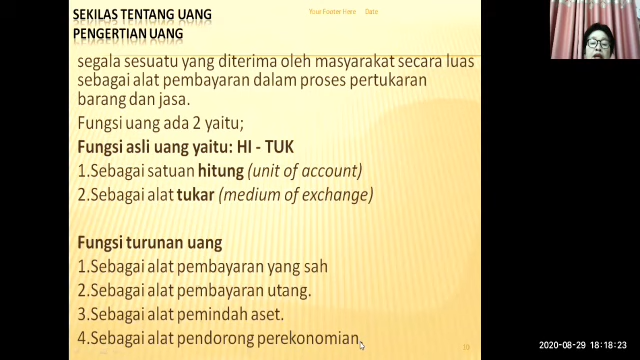 SEKILAS TENTANG UANG
PENGERTIAN UANG
Your Footer Here Date
segala sesuatu yang diterima oleh masyarakat secara luas
sebagai alat pembayaran dalam proses pertukaran
barang dan jasa.
Fungsi uang ada 2 yaitu;
Fungsi asli uang yaitu: HI - TUK
1.Sebagai satuan hitung (unit of account)
2.Sebagai alat tukar (medium of exchange)
Fungsi turunan uang
1.Sebagai alat pembayaran yang sah
2.Sebagai alat pembayaran utang.
3.Sebagai alat pemindah aset.
4.Sebagai alat pendorong perekonomian.
10
2020-08-29 18:18:23